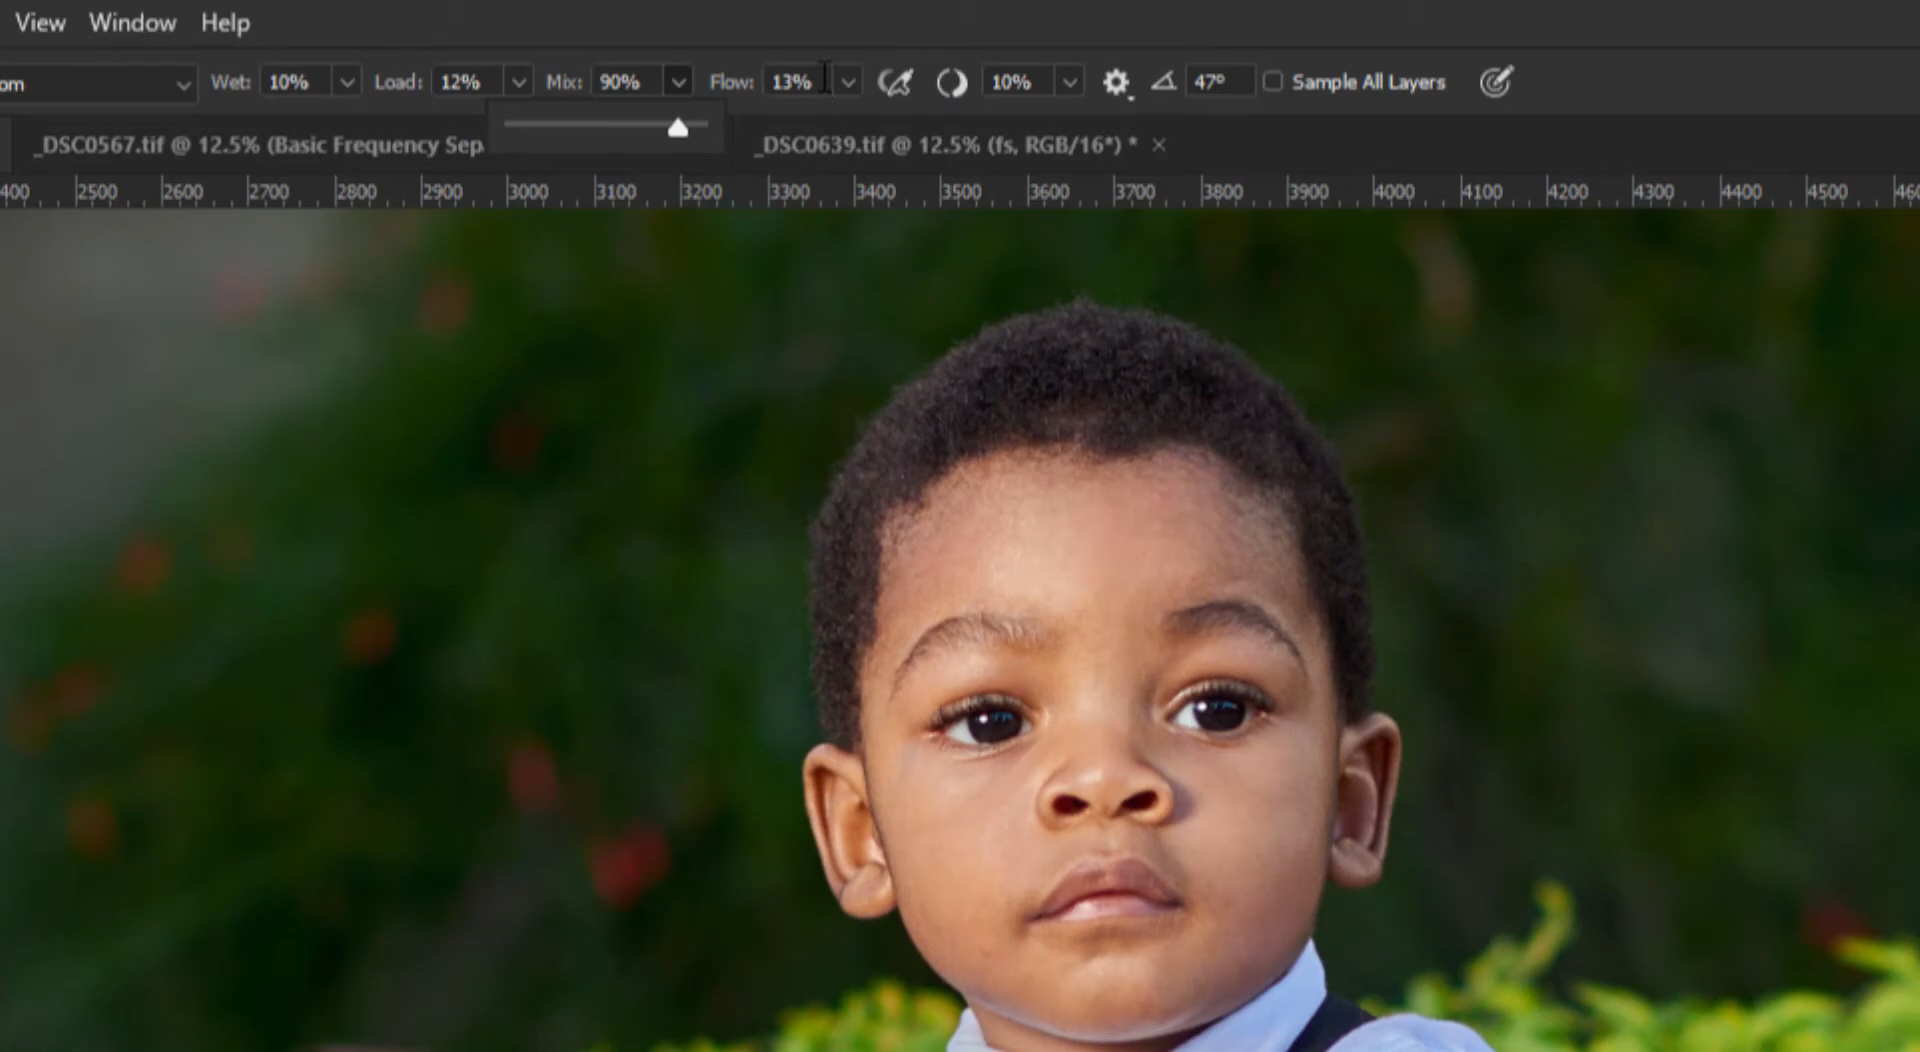 View Window Help
om Wet: 10% Load: 12% Mix: 90% Flow: 13% 10% 47° Sample All Layers
_DSC0567.tif @ 12.5% (Basic Frequency Sep _DSC0639.tif @ 12.5% (fs, RGB/16*) * ×
400 2500 2600 2700 2800 2900 3000 3100 3200 3300 3400 3500 3600 3700 3800 3900 4000 4100 4200 4300 4400 4500 460